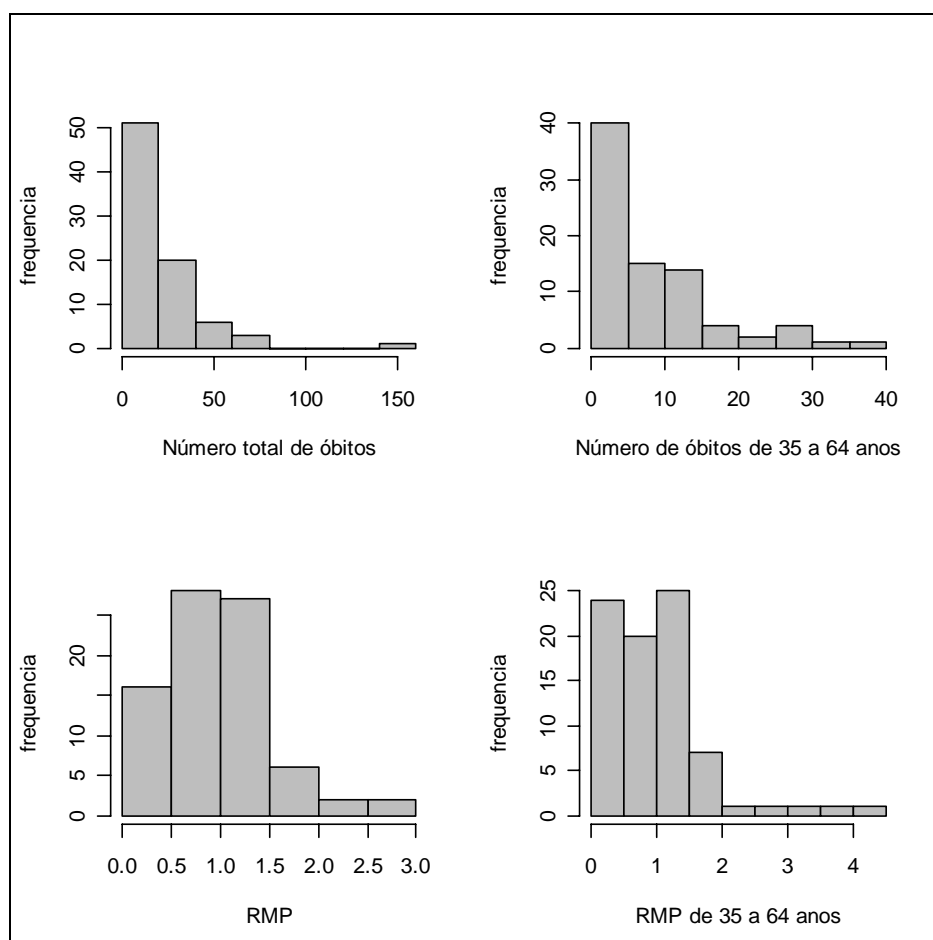 frequencia
0 10 20 30 40 50
0 50 100 150
Número total de óbitos
frequencia
0 10 20 30 40
0 10 20 30 40
Número de óbitos de 35 a 64 anos
frequencia
0 5 10 20
0.0 0.5 1.0 1.5 2.0 2.5 3.0
RMP
frequencia
0 5 10 15 20 25
0 1 2 3 4
RMP de 35 a 64 anos